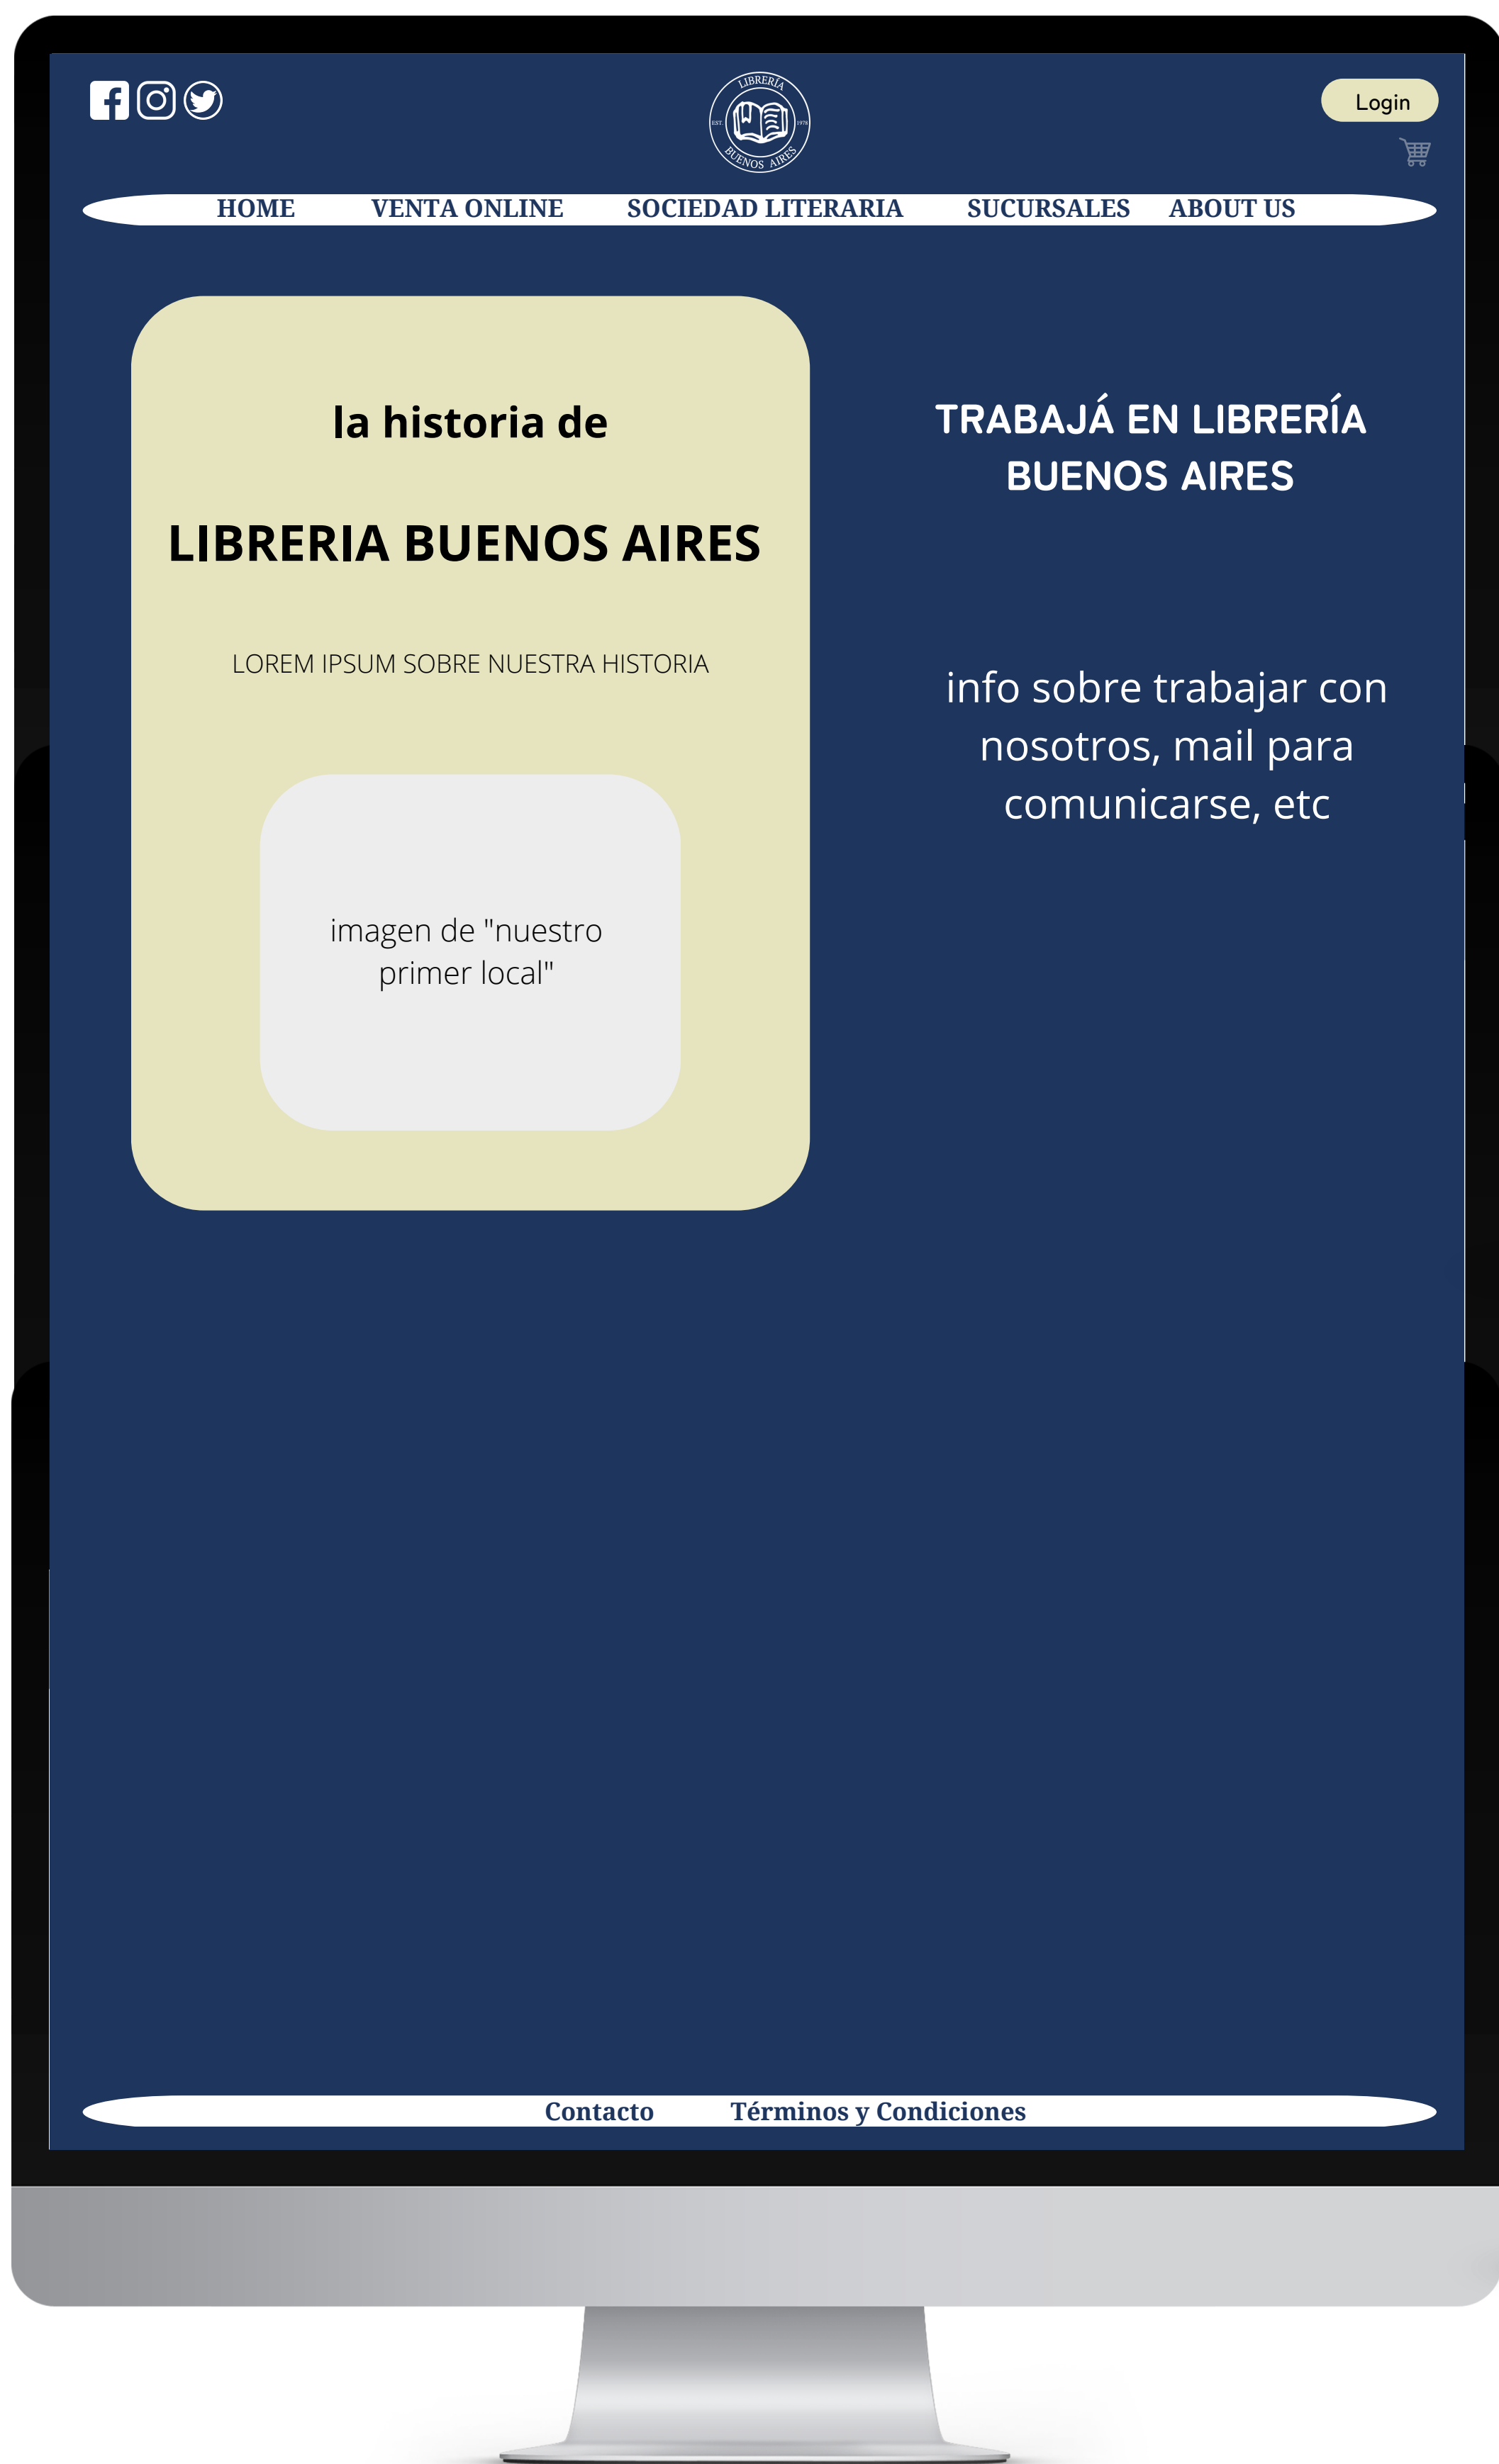 LIBRERÍA
EST.
1978
BUENOS AIRES
Login
HOME VENTA ONLINE SOCIEDAD LITERARIA SUCURSALES ABOUT US
la historia de
LIBRERIA BUENOS AIRES
LOREM IPSUM SOBRE NUESTRA HISTORIA
imagen de "nuestro
primer local"
TRABAJÁ EN LIBRERÍA
BUENOS AIRES
info sobre trabajar con
nosotros, mail para
comunicarse, etc
Contacto Términos y Condiciones